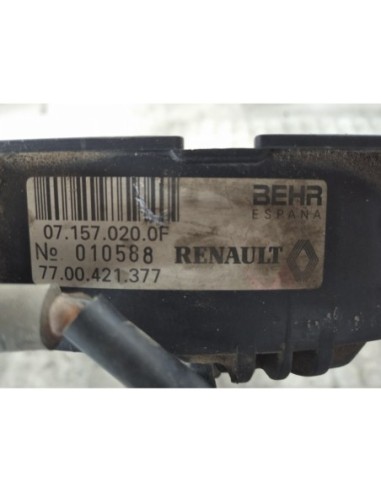 BEHR
ESPAÑA
07.157.020.0F
№ 010588 RENAULT
77.00.421.377